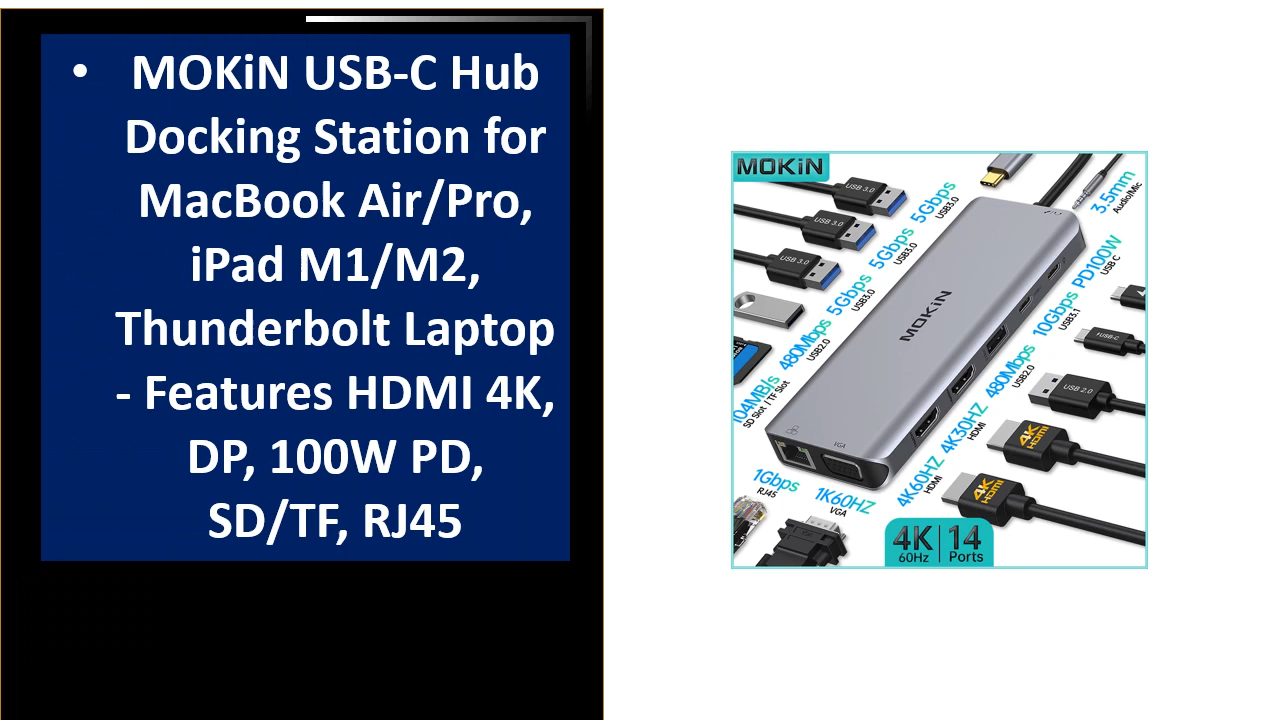 • MOKiN USB-C Hub
Docking Station for
MacBook Air/Pro,
iPad M1/M2,
Thunderbolt Laptop
- Features HDMI 4K,
DP, 100W PD,
SD/TF, RJ45
MOKiN
USB 3.0
5Gbps
USB3.0
USB 3.0
5Gbps
USB3.0
USB 3.0
5Gbps
USB3.0
480Mbps
USB2.0
104MB/s
SD Slot / TF Slot
1Gbps
RJ45
1K60HZ
VGA
MOKiN
VGA
3.5mm
Audio/Mic
PD100W
USB C
10Gbps
USB3.1
USB-C
480Mbps
USB2.0
USB 2.0
4K30HZ
HDMI
4K
HDMI
4K60HZ
HDMI
4K
HDMI
4K
60Hz
14
Ports